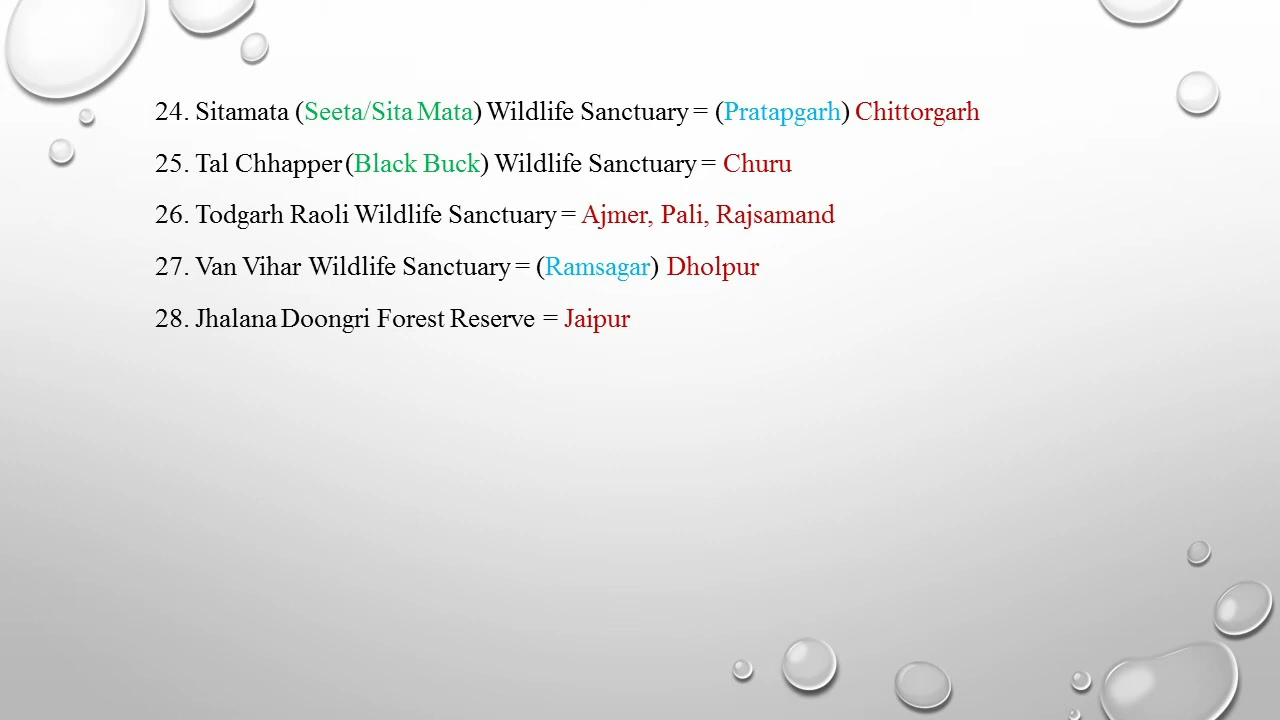 24. Sitamata (Seeta/Sita Mata) Wildlife Sanctuary = (Pratapgarh) Chittorgarh
25. Tal Chhapper (Black Buck) Wildlife Sanctuary = Churu
26. Todgarh Raoli Wildlife Sanctuary = Ajmer, Pali, Rajsamand
27. Van Vihar Wildlife Sanctuary = (Ramsagar) Dholpur
28. Jhalana Doongri Forest Reserve = Jaipur